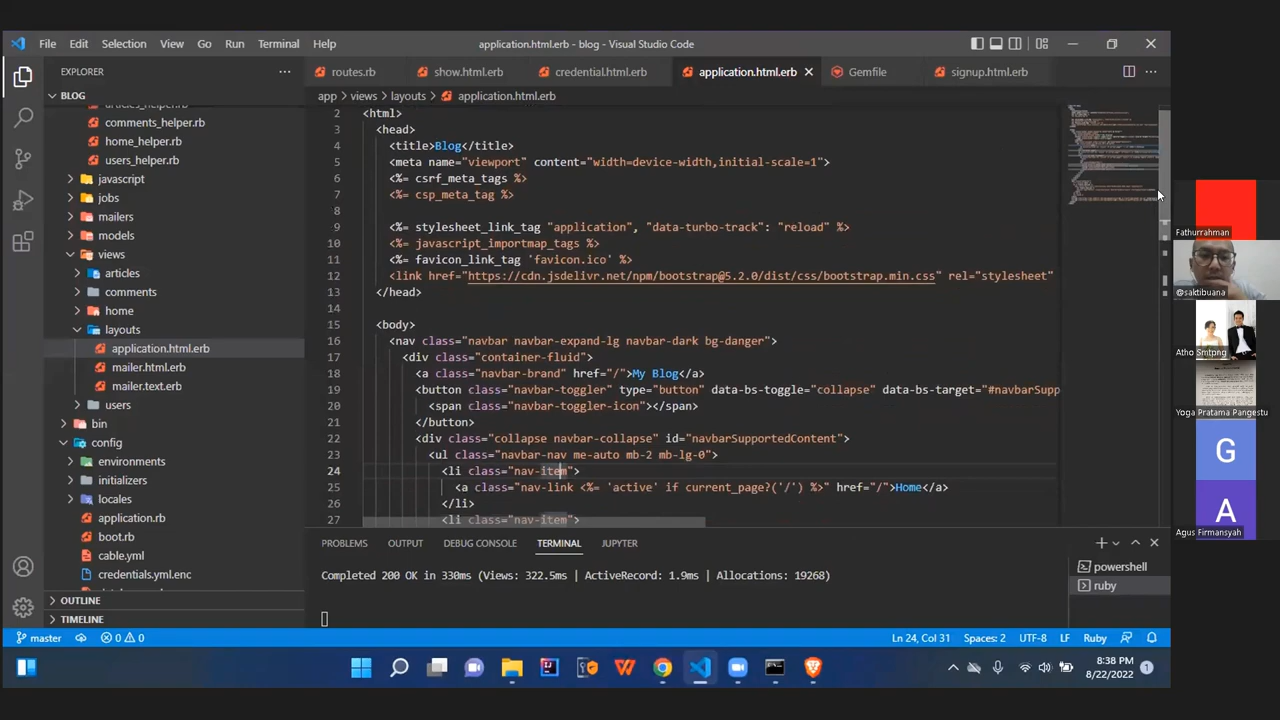 File Edit Selection View Go Run Terminal Help application.html.erb - blog - Visual Studio Code
EXPLORER
routes.rb show.html.erb credential.html.erb application.html.erb Gemfile signup.html.erb
BLOG
app > views > layouts > application.html.erb
articles_helper.rb
comments_helper.rb
home_helper.rb
users_helper.rb
javascript
jobs
mailers
models
views
articles
comments
home
layouts
application.html.erb
mailer.html.erb
mailer.text.erb
users
bin
config
environments
initializers
locales
application.rb
boot.rb
cable.yml
credentials.yml.enc
OUTLINE
TIMELINE
2 <html>
3 <head>
4 <title>Blog</title>
5 <meta name="viewport" content="width=device-width,initial-scale=1">
6 <%= csrf_meta_tags %>
7 <%= csp_meta_tag %>
8
9 <%= stylesheet_link_tag "application", "data-turbo-track": "reload" %>
10 <%= javascript_importmap_tags %>
11 <%= favicon_link_tag 'favicon.ico' %>
12 <link href="https://cdn.jsdelivr.net/npm/bootstrap@5.2.0/dist/css/bootstrap.min.css" rel="stylesheet"
13 </head>
14
15 <body>
16 <nav class="navbar navbar-expand-lg navbar-dark bg-danger">
17 <div class="container-fluid">
18 <a class="navbar-brand" href="/">My Blog</a>
19 <button class="navbar-toggler" type="button" data-bs-toggle="collapse" data-bs-target="#navbarSupp
20 <span class="navbar-toggler-icon"></span>
21 </button>
22 <div class="collapse navbar-collapse" id="navbarSupportedContent">
23 <ul class="navbar-nav me-auto mb-2 mb-lg-0">
24 <li class="nav-item">
25 <a class="nav-link <%= 'active' if current_page?('/') %>" href="/">Home</a>
26 </li>
27 <li class="nav-item">
PROBLEMS OUTPUT DEBUG CONSOLE TERMINAL JUPYTER
Completed 200 OK in 330ms (Views: 322.5ms | ActiveRecord: 1.9ms | Allocations: 19268)
powershell
ruby
master 0 0 Ln 24, Col 31 Spaces: 2 UTF-8 LF Ruby
8:38 PM
8/22/2022
1
Fathurrahman
@saktibuana
Atho Smtpng
Yoga Pratama Pangestu
G
A
Agus Firmansyah